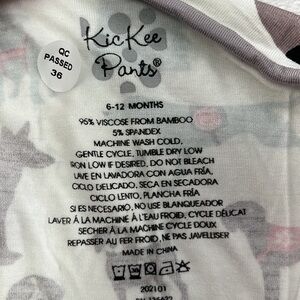 QC
PASSED
36
KicKee
Pants®
6-12 MONTHS
95% VISCOSE FROM BAMBOO
5% SPANDEX
MACHINE WASH COLD,
GENTLE CYCLE, TUMBLE DRY LOW
IRON LOW IF DESIRED, DO NOT BLEACH
LAVE EN LAVADORA CON AGUA FRÍA,
CICLO DELICADO, SECA EN SECADORA
CICLO LENTO, PLANCHA FRÍA
SI ES NECESARIO, NO USE BLANQUEADOR
LAVER À LA MACHINE À L'EAU FROID, CYCLE DOUX
SECHER À LA MACHINE CYCLE DOUX
REPASSER AU FER FROID, NE PAS JAVELLISER
MADE IN CHINA
202101